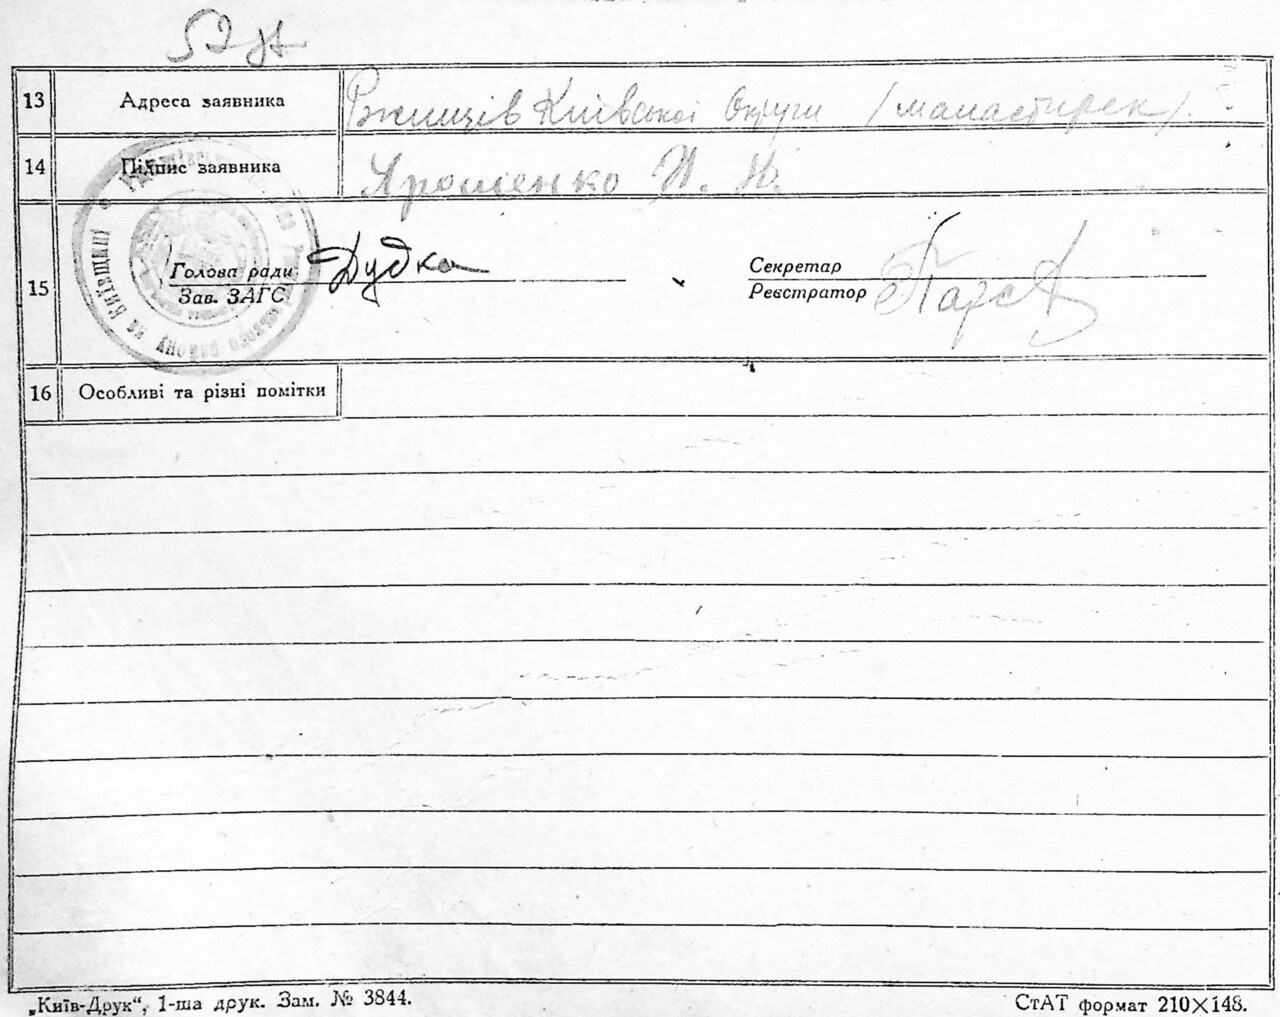 52
13 Адреса заявника Ржищів Київської Округи (манастирек).
14 Підпис заявника Ярошенко И. К.
15 Голова ради Дудка Секретар
Зав. ЗАГС Реєстратор
16 Особливі та різні помітки
„Київ-Друк“, 1-ша друк. Зам. № 3844. СтАТ формат 210×148.